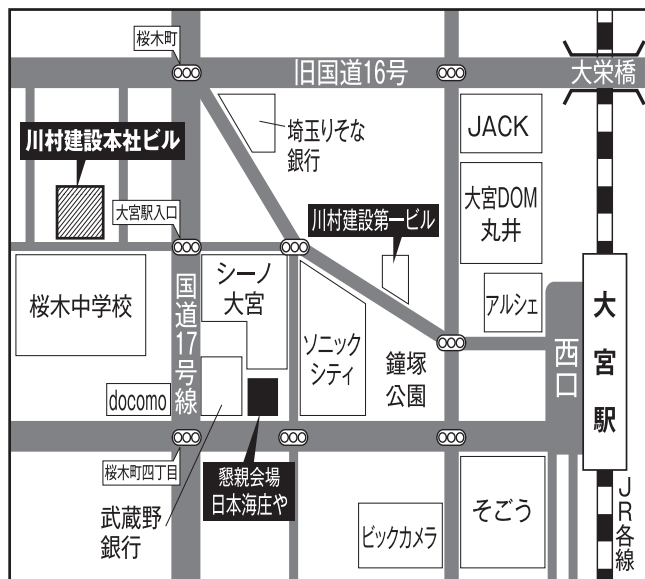 桜木町
旧国道16号
大栄橋
川村建設本社ビル
埼玉りそな
銀行
JACK
大宮DOM
丸井
大宮駅入口
川村建設第一ビル
桜木中学校
国道17号線
シーノ
大宮
ソニック
シティ
鐘塚
公園
アルシェ
西口
大宮駅
docomo
桜木町四丁目
武蔵野
銀行
懇親会場
日本海庄や
ビックカメラ
そごう
JR各線